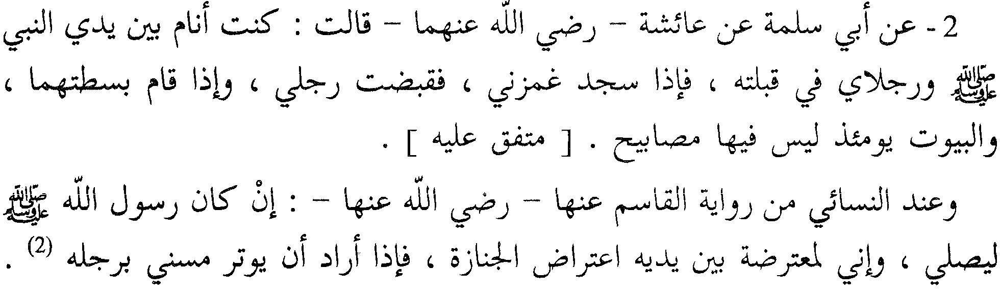 2 - عن أبي سلمة عن عائشة – رضي اللّه عنهما – قالت : كنت أنام بين يدي النبي
ﷺ ورجلاي في قبلته ، فإذا سجد غمزني ، فقبضت رجلي ، وإذا قام بسطتهما ،
والبيوت يومئذ ليس فيها مصابيح . [ متفق عليه ] .
وعند النسائي من رواية القاسم عنها – رضي اللّه عنها – : إنْ كان رسول اللّه ﷺ
ليصلي ، وإني لمعترضة بين يديه اعتراض الجنازة ، فإذا أراد أن يوتر مسني برجله (2) .